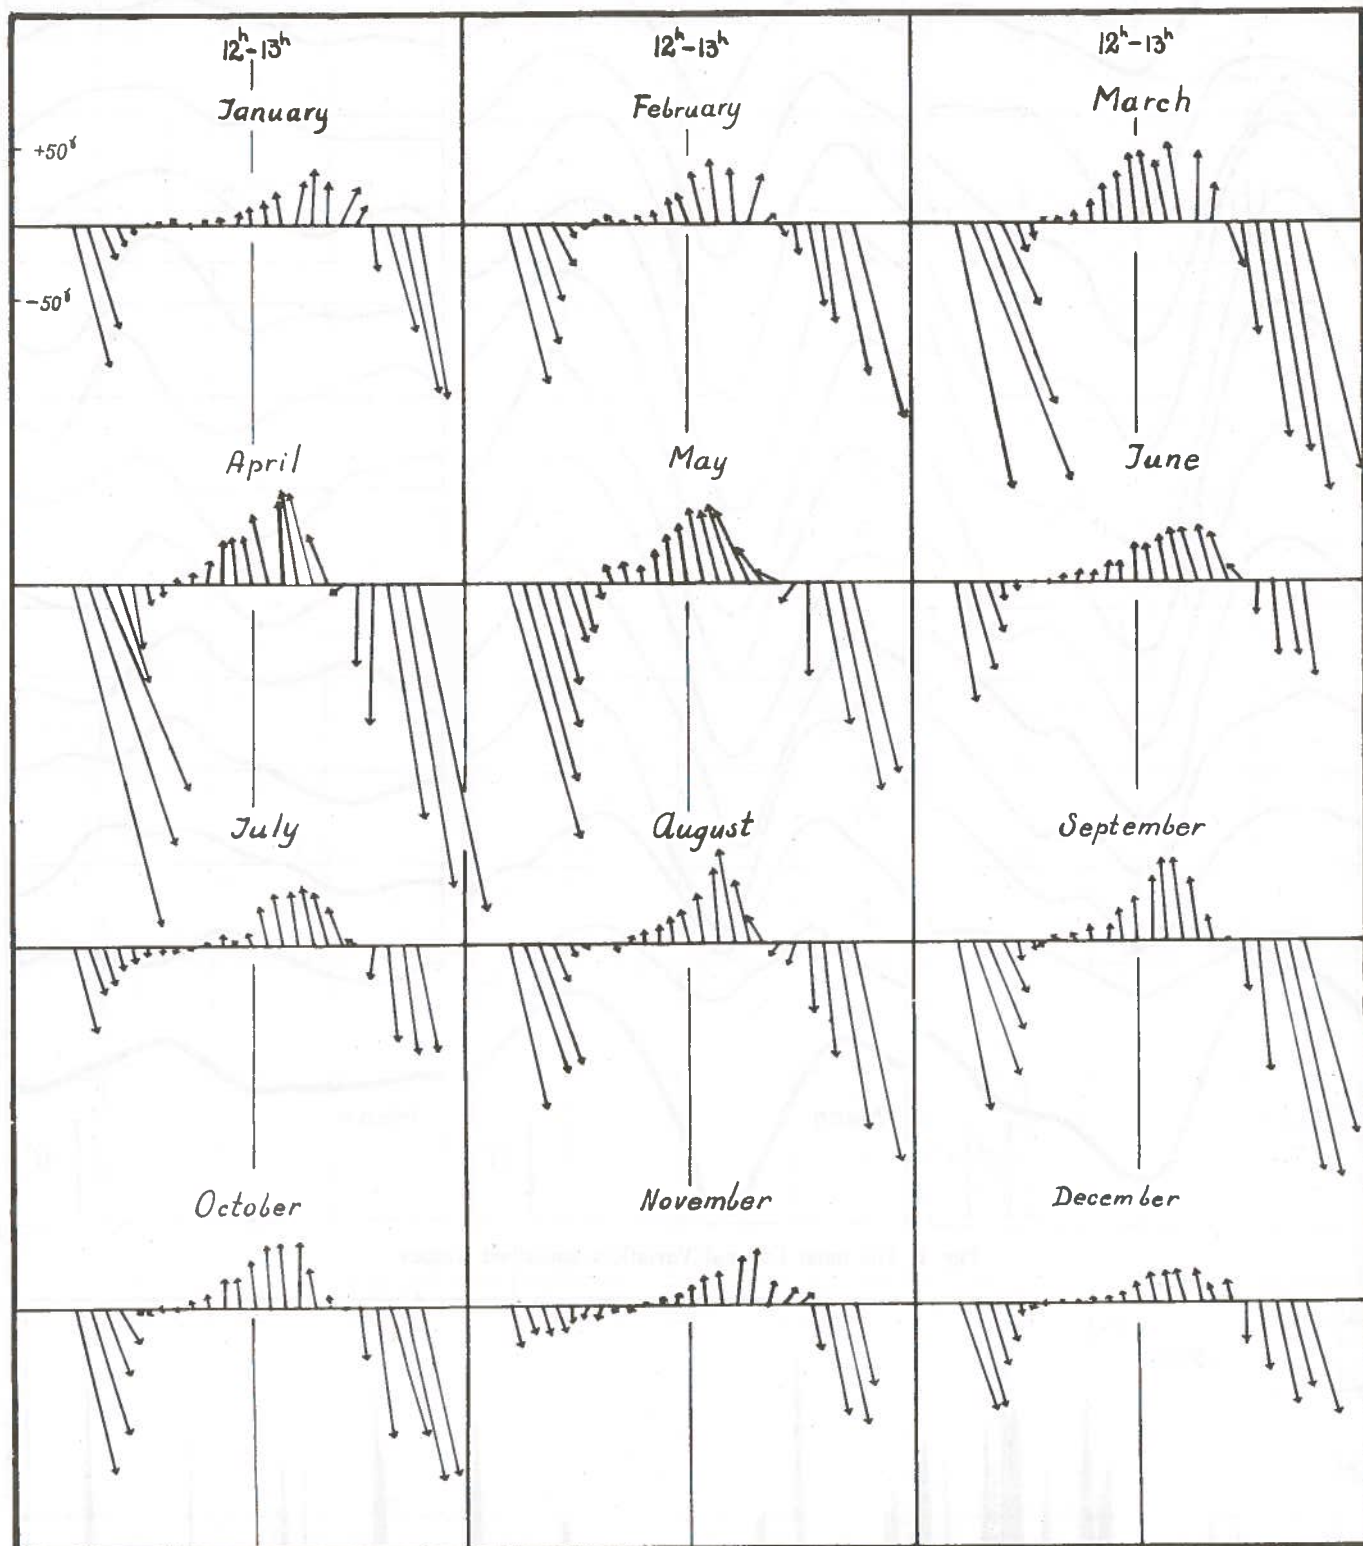 12ʰ-13ʰ 12ʰ-13ʰ 12ʰ-13ʰ
January February March
+50ᵞ
-50ᵞ
April May June
July August September
October November December